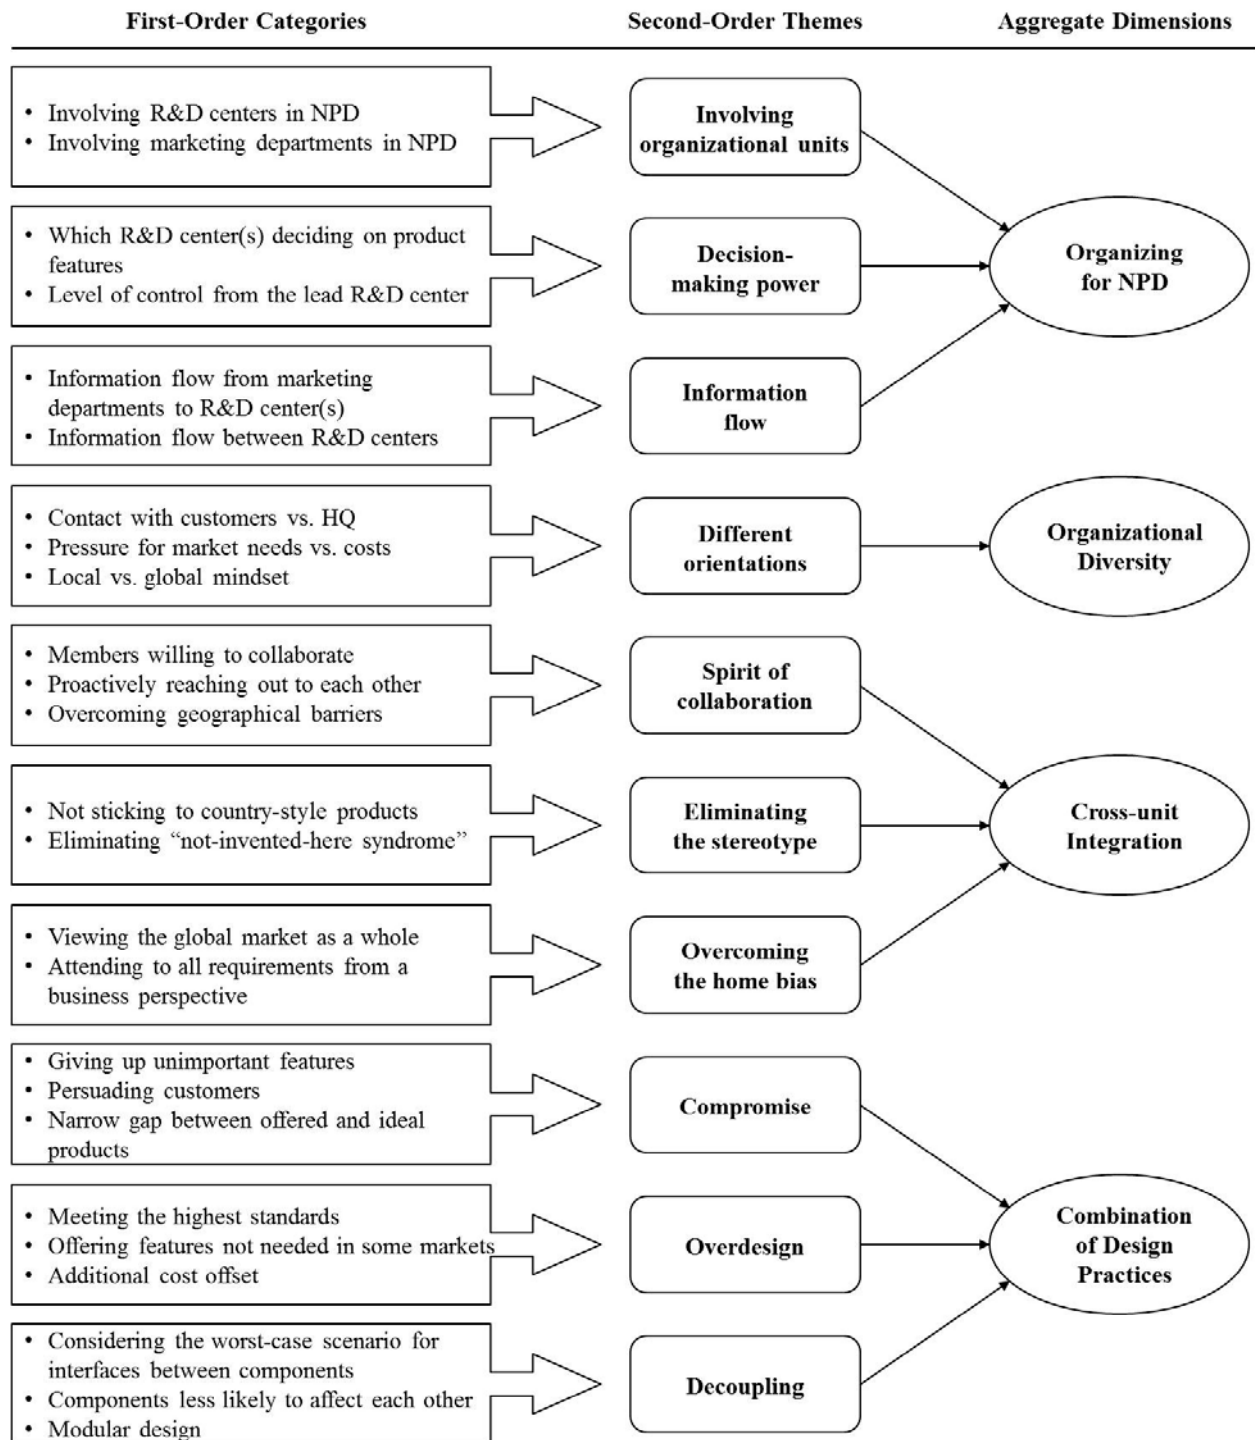 First-Order Categories
Second-Order Themes
Aggregate Dimensions
• Involving R&D centers in NPD
• Involving marketing departments in NPD
Involving
organizational units
• Which R&D center(s) deciding on product
features
• Level of control from the lead R&D center
Decision-
making power
• Information flow from marketing
departments to R&D center(s)
• Information flow between R&D centers
Information
flow
Organizing
for NPD
• Contact with customers vs. HQ
• Pressure for market needs vs. costs
• Local vs. global mindset
Different
orientations
Organizational
Diversity
• Members willing to collaborate
• Proactively reaching out to each other
• Overcoming geographical barriers
Spirit of
collaboration
• Not sticking to country-style products
• Eliminating “not-invented-here syndrome”
Eliminating
the stereotype
• Viewing the global market as a whole
• Attending to all requirements from a
business perspective
Overcoming
the home bias
Cross-unit
Integration
• Giving up unimportant features
• Persuading customers
• Narrow gap between offered and ideal
products
Compromise
• Meeting the highest standards
• Offering features not needed in some markets
• Additional cost offset
Overdesign
• Considering the worst-case scenario for
interfaces between components
• Components less likely to affect each other
• Modular design
Decoupling
Combination
of Design
Practices